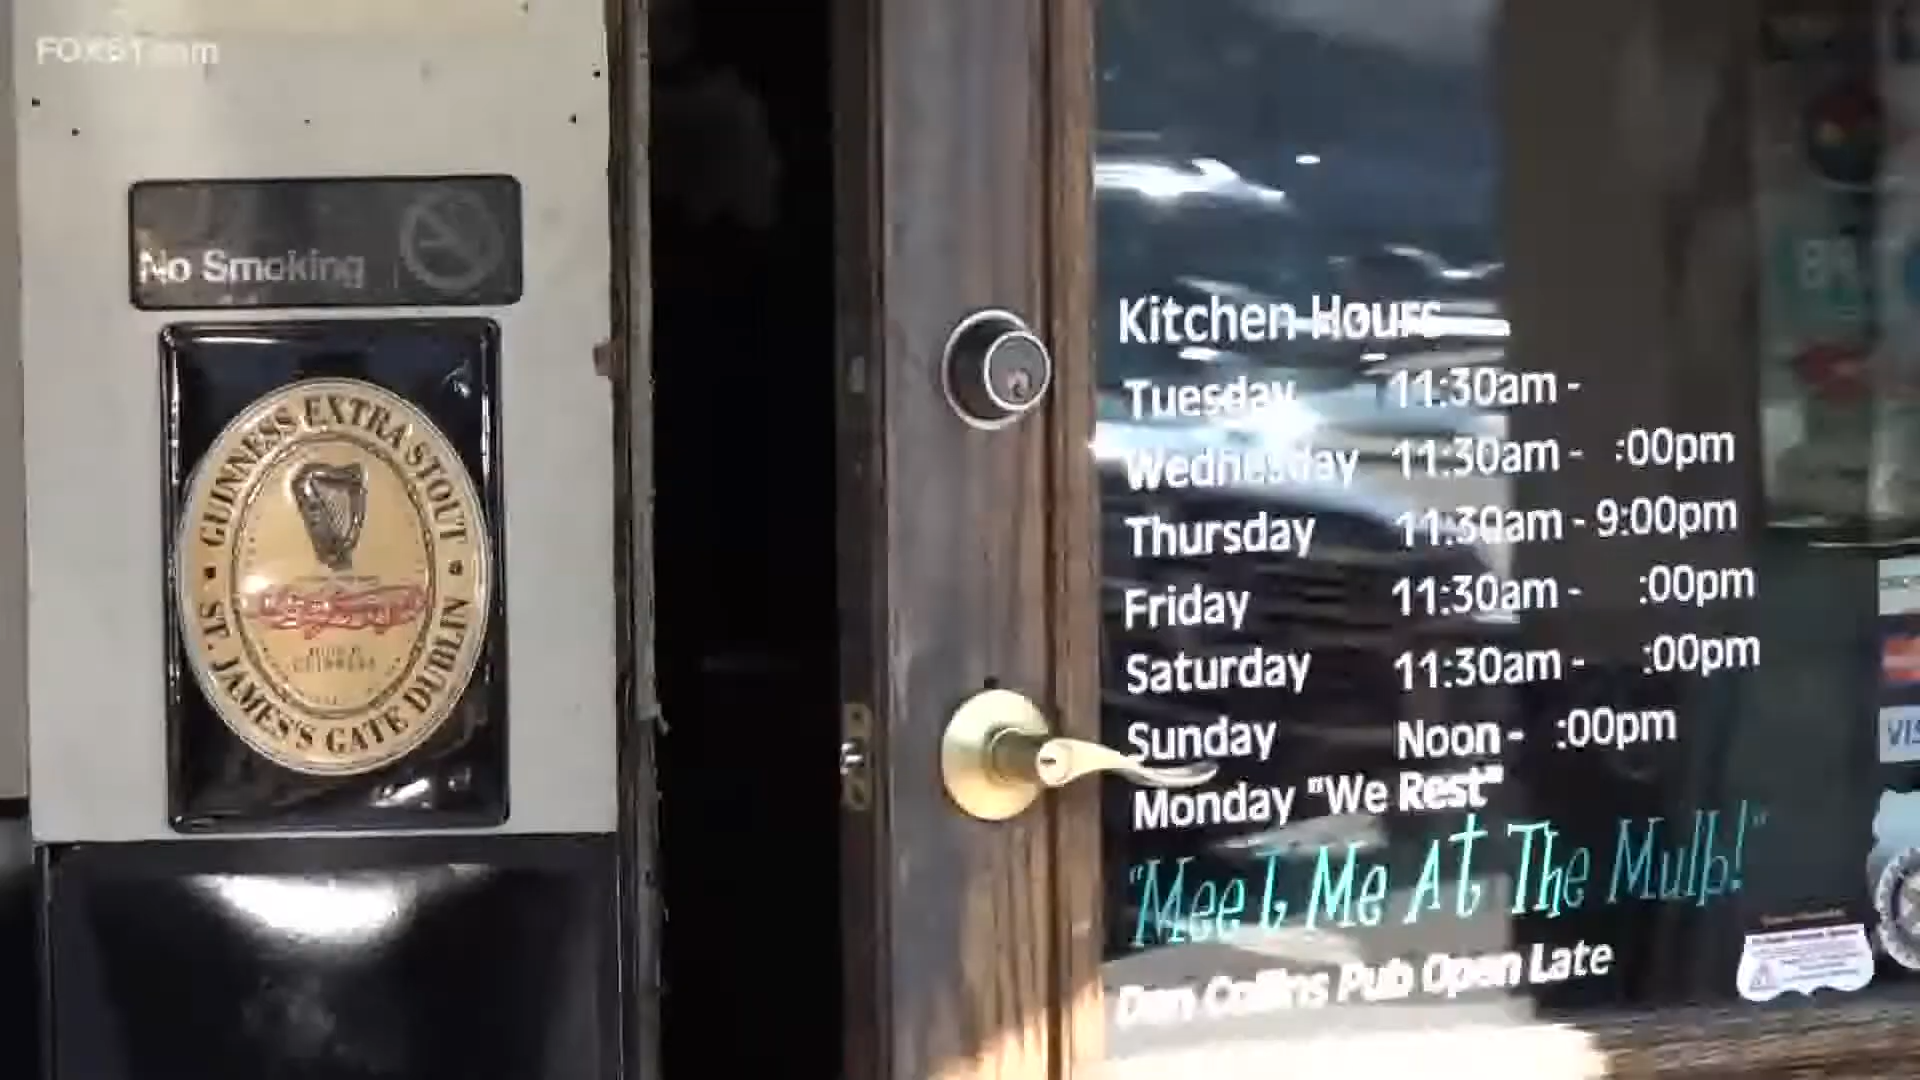 FOX61.com
No Smoking
GUINNESS EXTRA STOUT
ST. JAMES'S GATE DUBLIN
Kitchen Hours
Tuesday 11:30am -
Wednesday 11:30am - :00pm
Thursday 11:30am - 9:00pm
Friday 11:30am - :00pm
Saturday 11:30am - :00pm
Sunday Noon - :00pm
Monday "We Rest"
"Meet Me At The Mulb!"
Dan Collins Pub Open Late